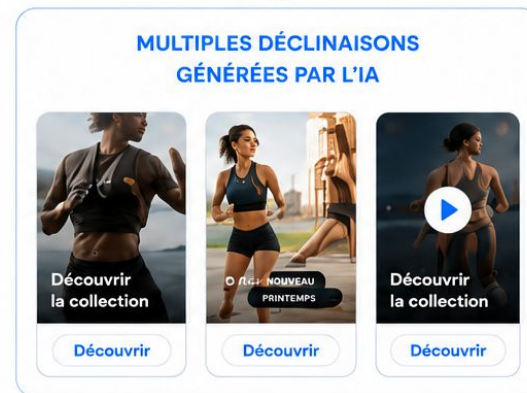 MULTIPLES DÉCLINAISONS
GÉNÉRÉES PAR L'IA
Découvrir
la collection
NOUVEAU
PRINTEMPS
Découvrir
la collection
Découvrir
Découvrir
Découvrir